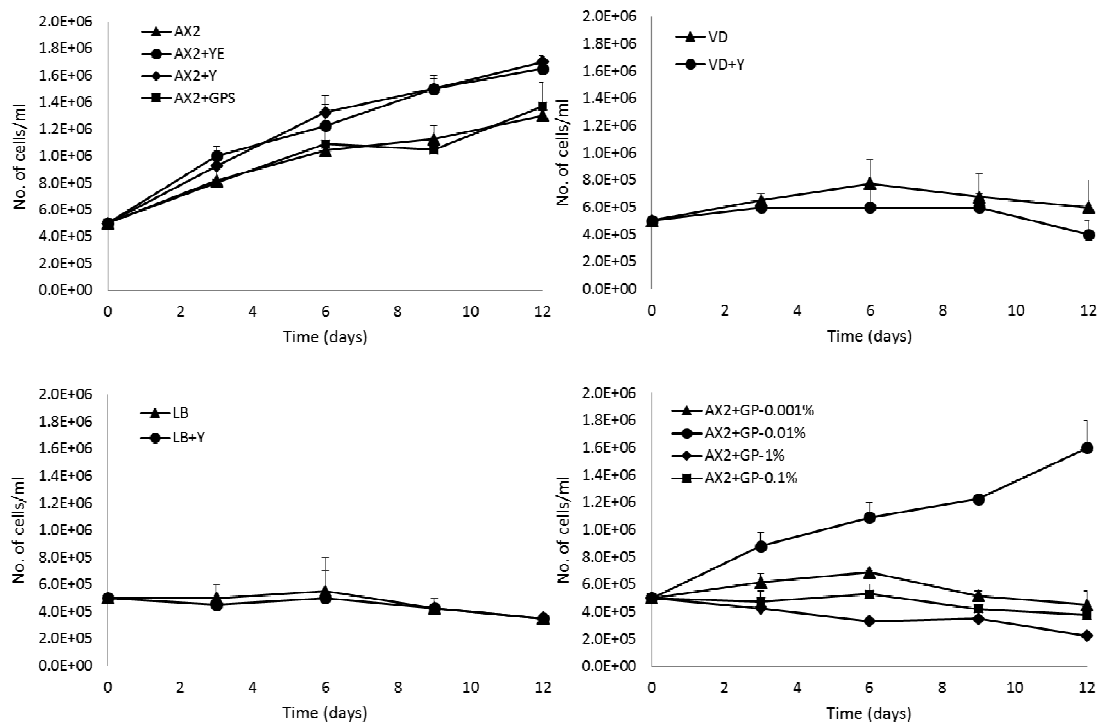 2.0E+06
1.8E+06
1.6E+06
1.4E+06
1.2E+06
1.0E+06
8.0E+05
6.0E+05
4.0E+05
2.0E+05
0.0E+00
No. of cells/ml
AX2
AX2+YE
AX2+Y
AX2+GPS
0 2 4 6 8 10 12
Time (days)
2.0E+06
1.8E+06
1.6E+06
1.4E+06
1.2E+06
1.0E+06
8.0E+05
6.0E+05
4.0E+05
2.0E+05
0.0E+00
No. of cells/ml
VD
VD+Y
0 2 4 6 8 10 12
Time (days)
2.0E+06
1.8E+06
1.6E+06
1.4E+06
1.2E+06
1.0E+06
8.0E+05
6.0E+05
4.0E+05
2.0E+05
0.0E+00
No. of cells/ml
LB
LB+Y
0 2 4 6 8 10 12
Time (days)
2.0E+06
1.8E+06
1.6E+06
1.4E+06
1.2E+06
1.0E+06
8.0E+05
6.0E+05
4.0E+05
2.0E+05
0.0E+00
No. of cells/ml
AX2+GP-0.001%
AX2+GP-0.01%
AX2+GP-1%
AX2+GP-0.1%
0 2 4 6 8 10 12
Time (days)